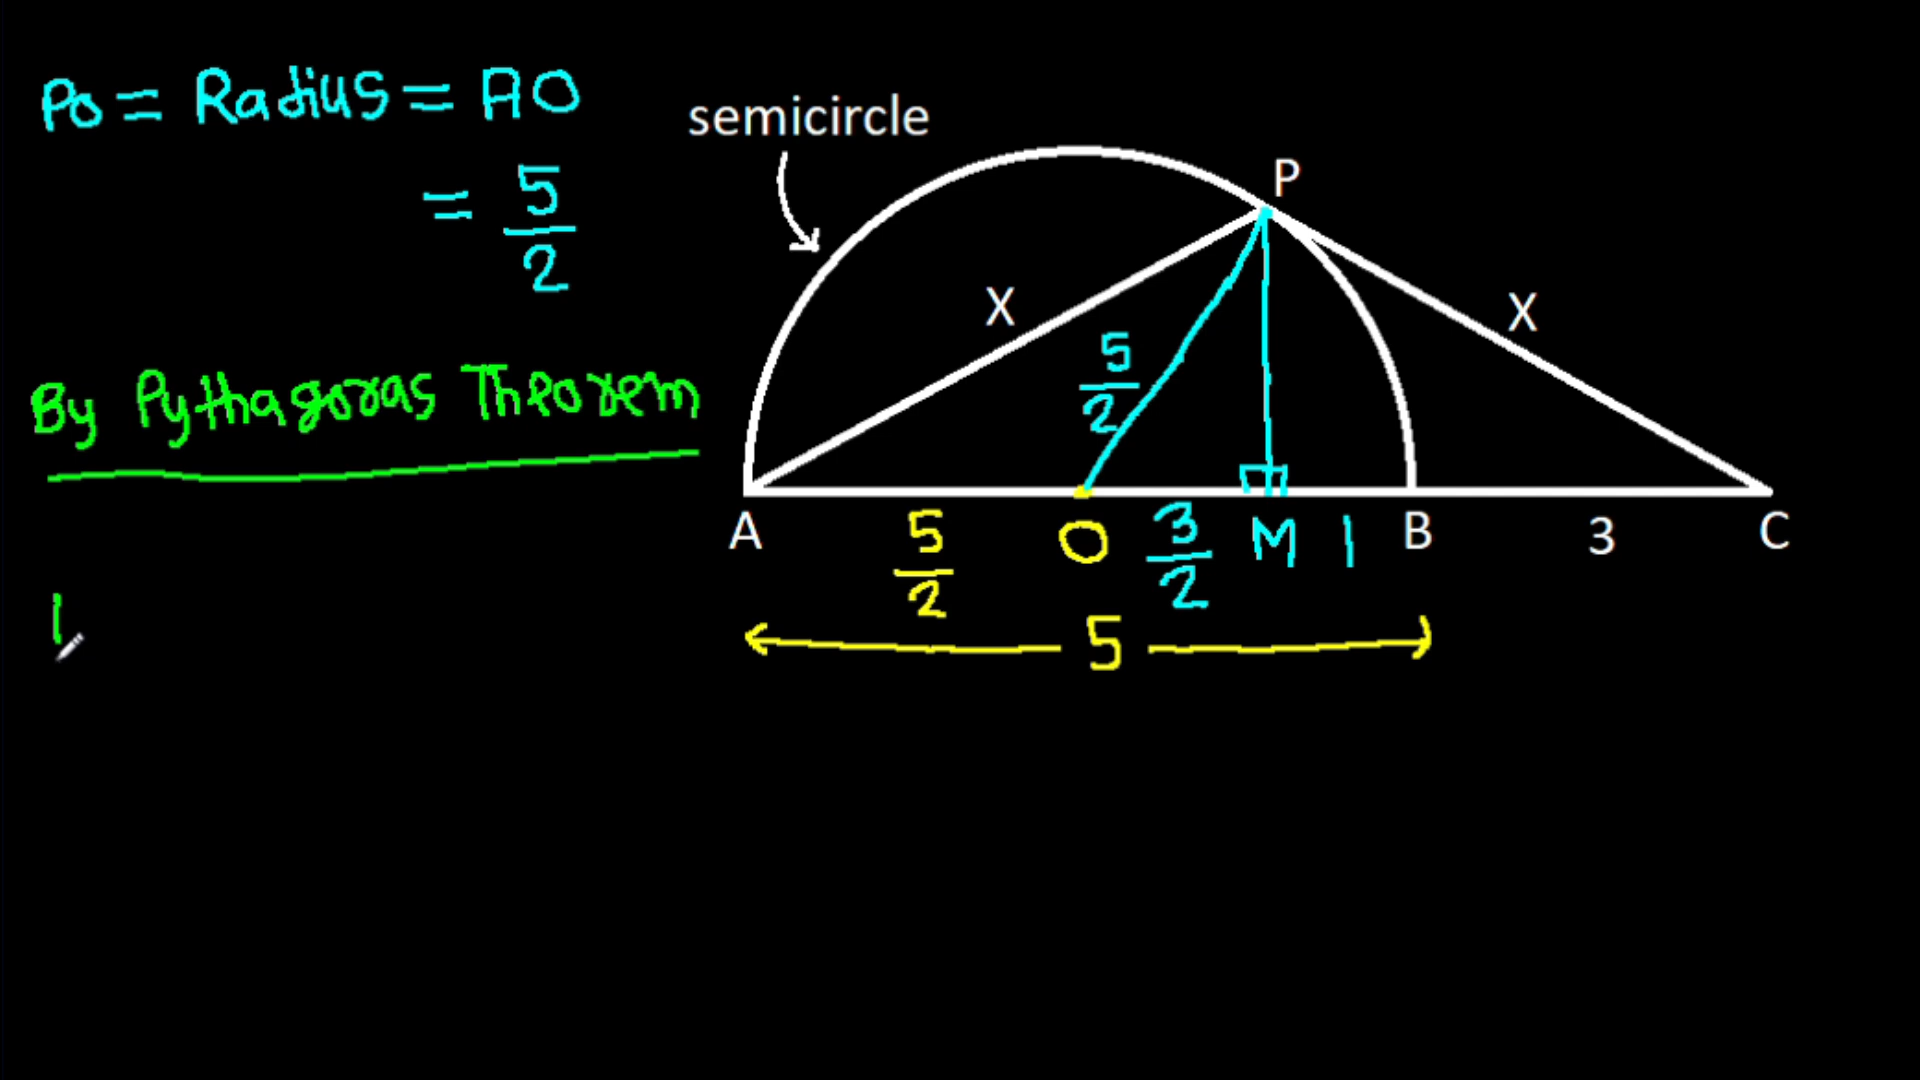 PO = Radius = AO
= 5/2
By Pythagoras Theorem
semicircle
P
X
X
5/2
A
O
M
B
C
5/2
3/2
1
3
5